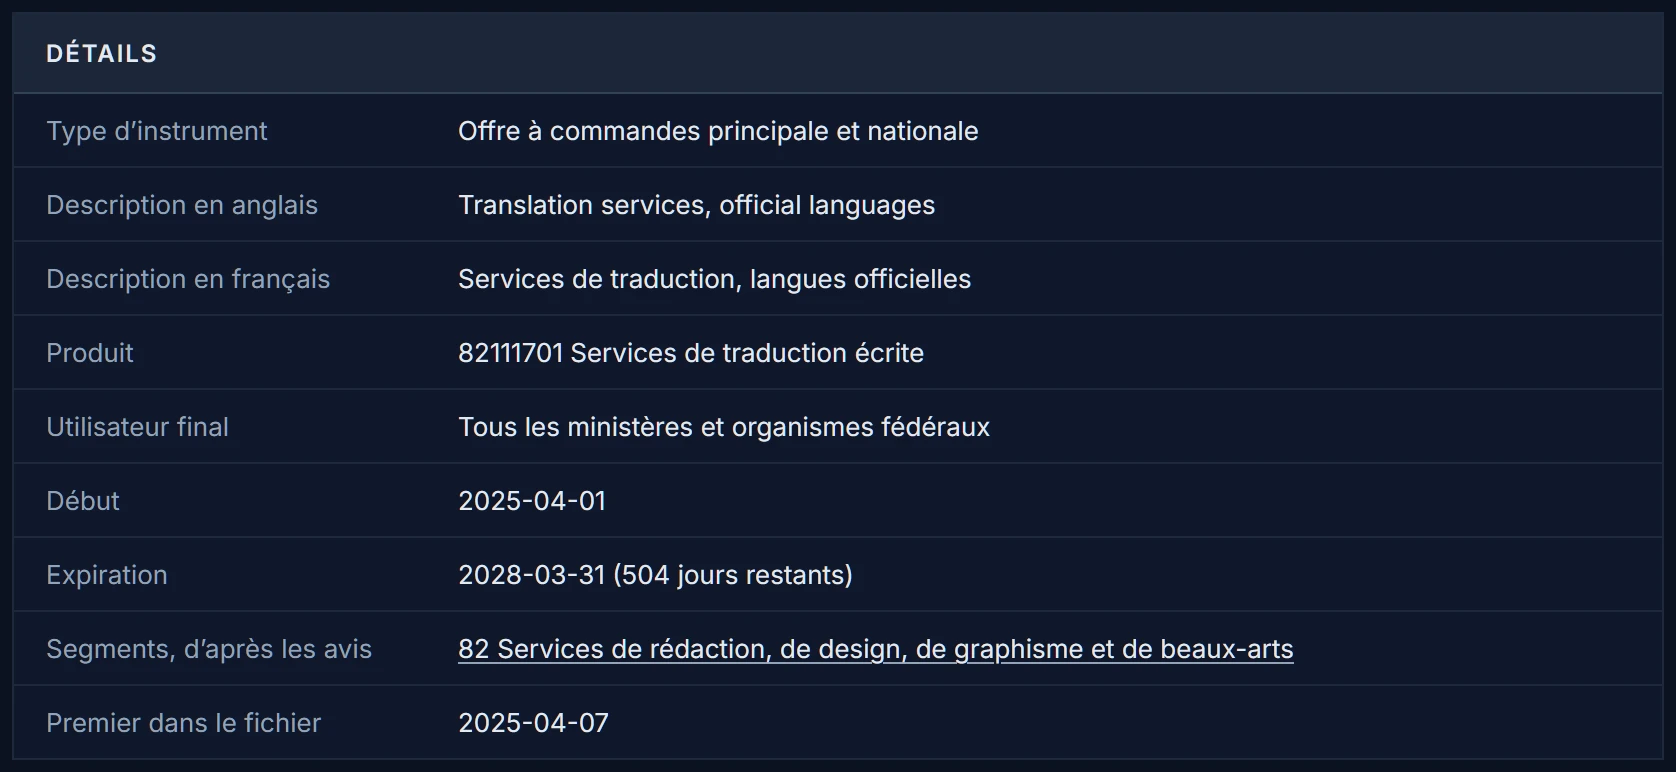 DÉTAILS
Type d’instrument Offre à commandes principale et nationale
Description en anglais Translation services, official languages
Description en français Services de traduction, langues officielles
Produit 82111701 Services de traduction écrite
Utilisateur final Tous les ministères et organismes fédéraux
Début 2025-04-01
Expiration 2028-03-31 (504 jours restants)
Segments, d’après les avis 82 Services de rédaction, de design, de graphisme et de beaux-arts
Premier dans le fichier 2025-04-07